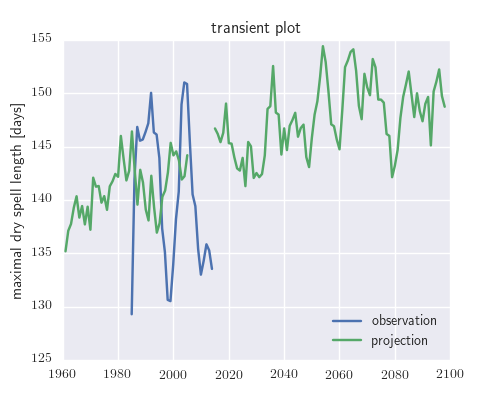 transient plot
maximal dry spell length [days]
155
150
145
140
135
130
125
1960 1980 2000 2020 2040 2060 2080 2100
observation
projection